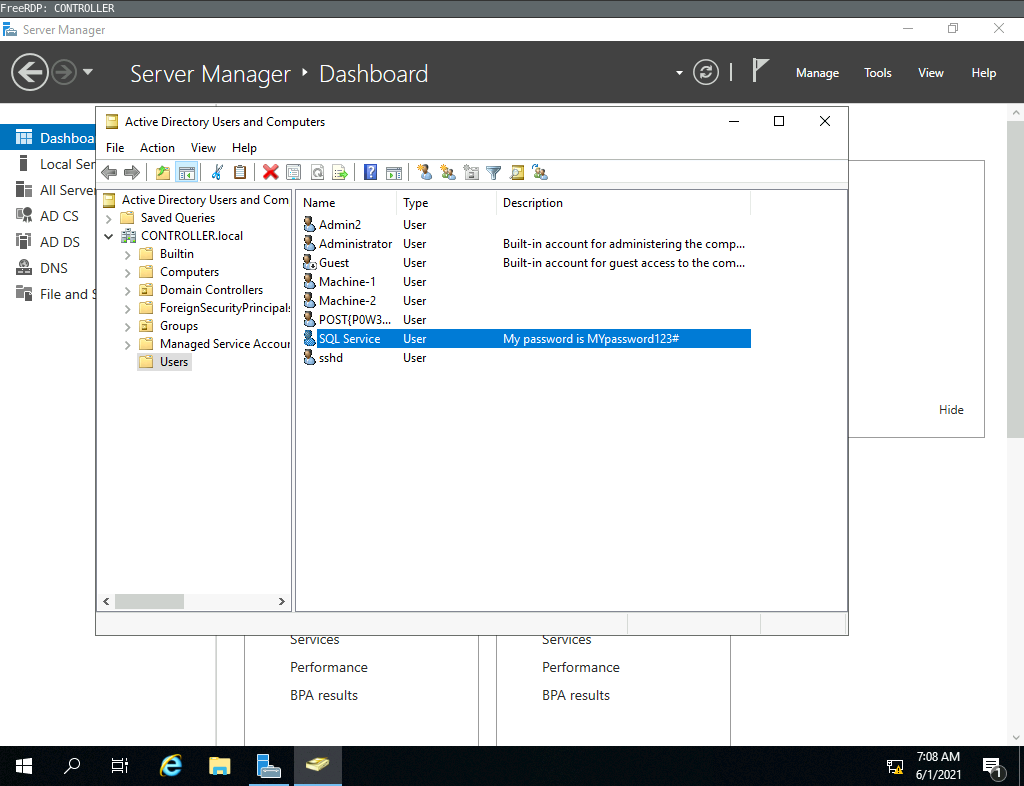 FreeRDP: CONTROLLER
Server Manager
Server Manager Dashboard
Manage Tools View Help
Active Directory Users and Computers
File Action View Help
Dashboa
Local Ser
All Server
AD CS
AD DS
DNS
File and S
Active Directory Users and Com
Saved Queries
CONTROLLER.local
Builtin
Computers
Domain Controllers
ForeignSecurityPrincipals
Groups
Managed Service Accour
Users
Name Type Description
Admin2 User
Administrator User Built-in account for administering the comp...
Guest User Built-in account for guest access to the com...
Machine-1 User
Machine-2 User
POST{P0W3... User
SQL Service User My password is MYpassword123#
sshd User
Hide
Services Services
Performance Performance
BPA results BPA results
7:08 AM
6/1/2021
1